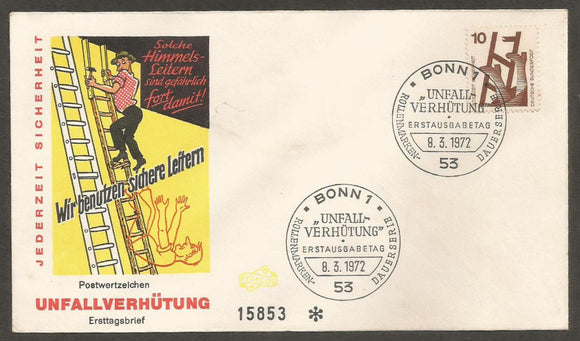 JEDERZEIT SICHERHEIT
Solche
Himmels-
Leitern
sind gefährlich
fort
damit!
Wir benutzen sichere Leitern
Postwertzeichen
UNFALLVERHÜTUNG
Ersttagsbrief
15853 *
10
DEUTSCHE BUNDESPOST
BONN 1
„UNFALL-
VERHÜTUNG"
ERSTAUSGABETAG
8. 3. 1972
53
ROLLENMARKEN-DAUERSERIE
BONN 1
„UNFALL-
VERHÜTUNG"
ERSTAUSGABETAG
8. 3. 1972
53
ROLLENMARKEN-DAUERSERIE